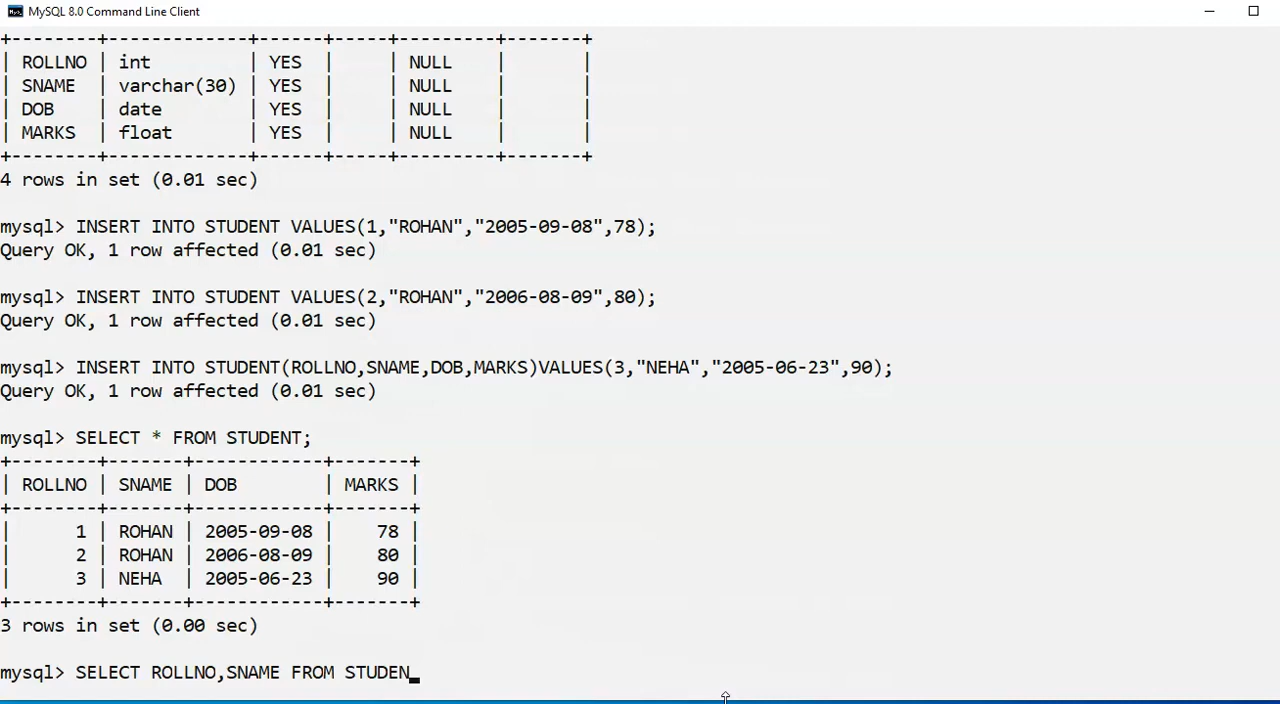 MySQL 8.0 Command Line Client
+--------+-------------+------+-----+---------+-------+
| ROLLNO | int         | YES  |     | NULL    |       |
| SNAME  | varchar(30) | YES  |     | NULL    |       |
| DOB    | date        | YES  |     | NULL    |       |
| MARKS  | float       | YES  |     | NULL    |       |
+--------+-------------+------+-----+---------+-------+
4 rows in set (0.01 sec)
mysql> INSERT INTO STUDENT VALUES(1,"ROHAN","2005-09-08",78);
Query OK, 1 row affected (0.01 sec)
mysql> INSERT INTO STUDENT VALUES(2,"ROHAN","2006-08-09",80);
Query OK, 1 row affected (0.01 sec)
mysql> INSERT INTO STUDENT(ROLLNO,SNAME,DOB,MARKS)VALUES(3,"NEHA","2005-06-23",90);
Query OK, 1 row affected (0.01 sec)
mysql> SELECT * FROM STUDENT;
+--------+-------+------------+-------+
| ROLLNO | SNAME | DOB        | MARKS |
+--------+-------+------------+-------+
|      1 | ROHAN | 2005-09-08 |    78 |
|      2 | ROHAN | 2006-08-09 |    80 |
|      3 | NEHA  | 2005-06-23 |    90 |
+--------+-------+------------+-------+
3 rows in set (0.00 sec)
mysql> SELECT ROLLNO,SNAME FROM STUDEN_